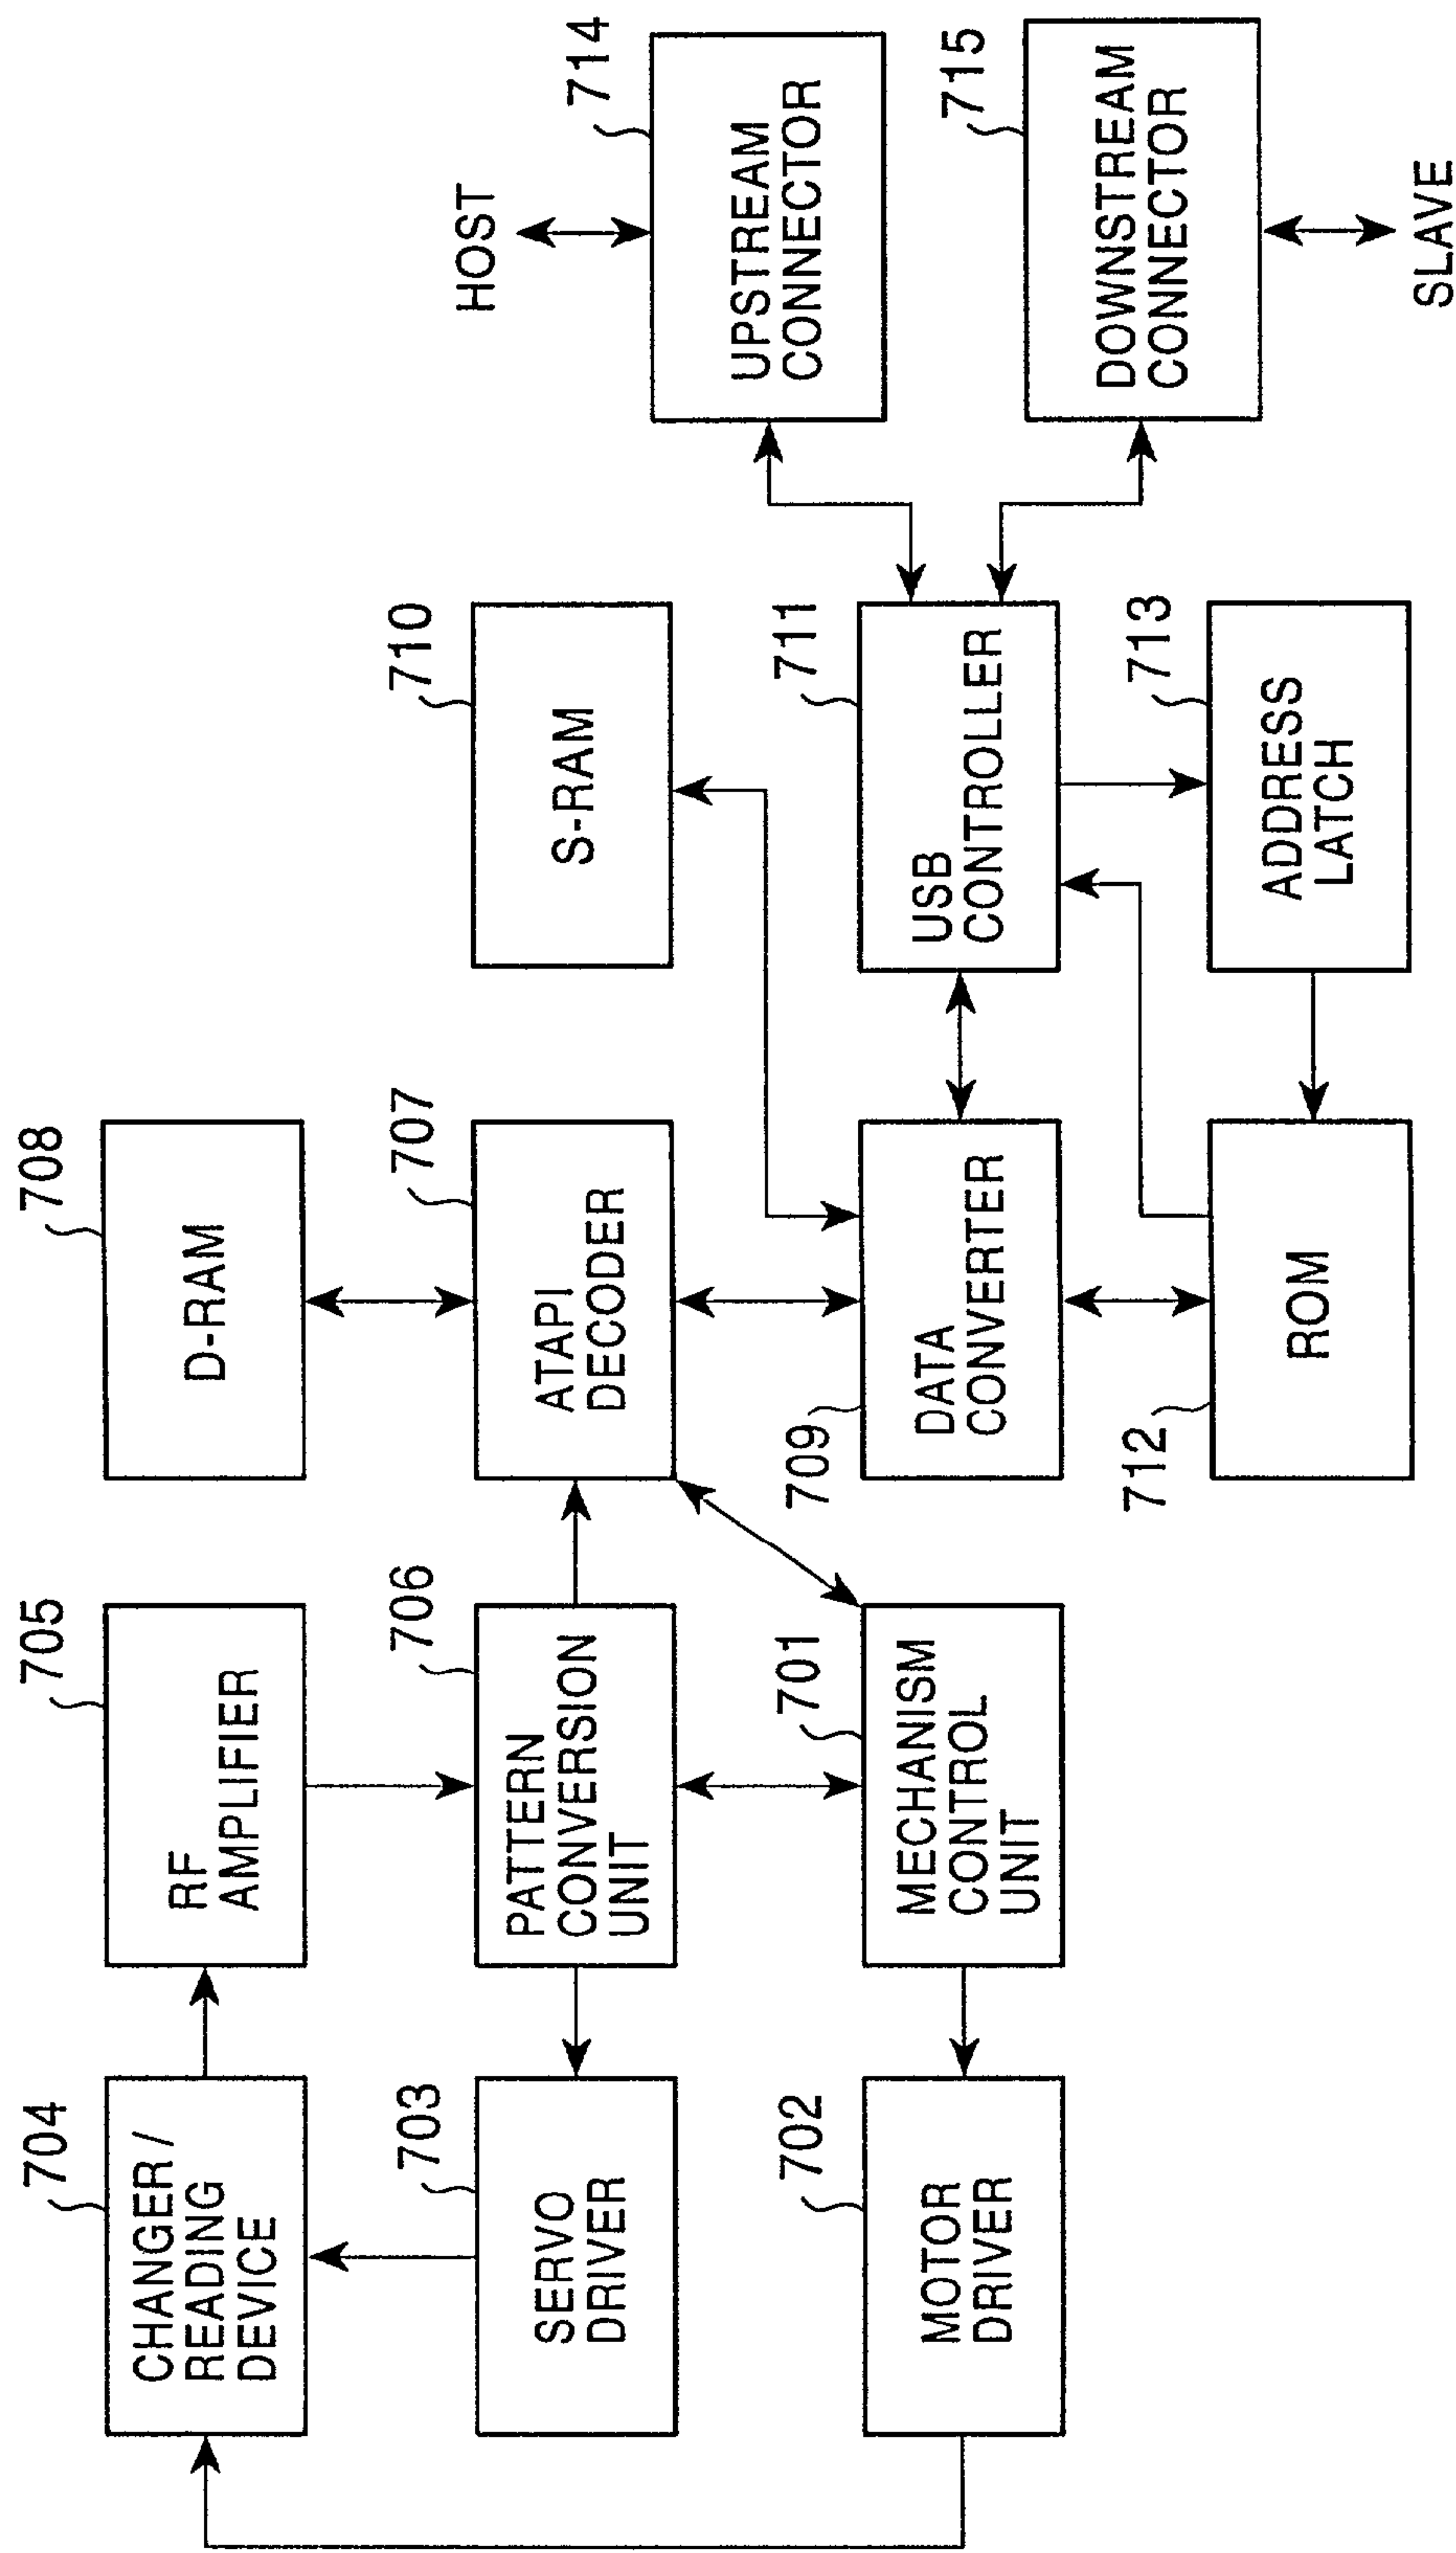 704
CHANGER /
READING
DEVICE
705
RF
AMPLIFIER
708
D-RAM
703
SERVO
DRIVER
706
PATTERN
CONVERSION
UNIT
707
ATAPI
DECODER
710
S-RAM
HOST
714
UPSTREAM
CONNECTOR
702
MOTOR
DRIVER
701
MECHANISM
CONTROL
UNIT
709
DATA
CONVERTER
711
USB
CONTROLLER
715
DOWNSTREAM
CONNECTOR
712
ROM
713
ADDRESS
LATCH
SLAVE